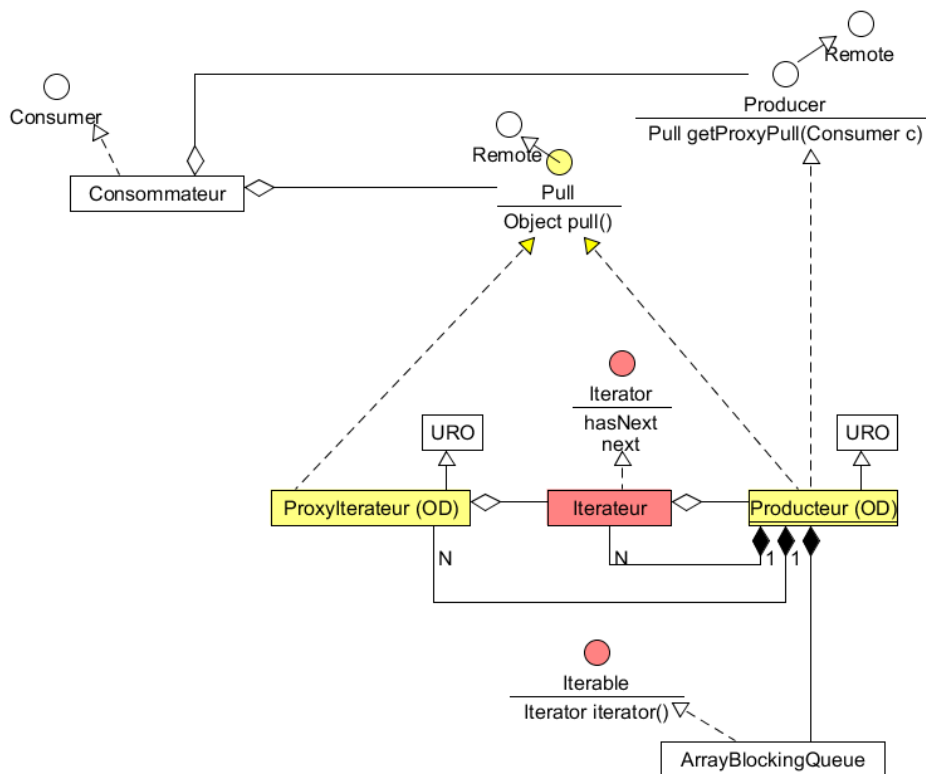 Remote
Consumer
Producer
Pull getProxyPull(Consumer c)
Remote
Consommateur
Pull
Object pull()
Iterator
hasNext
next
URO
URO
ProxyIterateur (OD)
Iterateur
Producteur (OD)
N
N
1
1
Iterable
Iterator iterator()
ArrayBlockingQueue